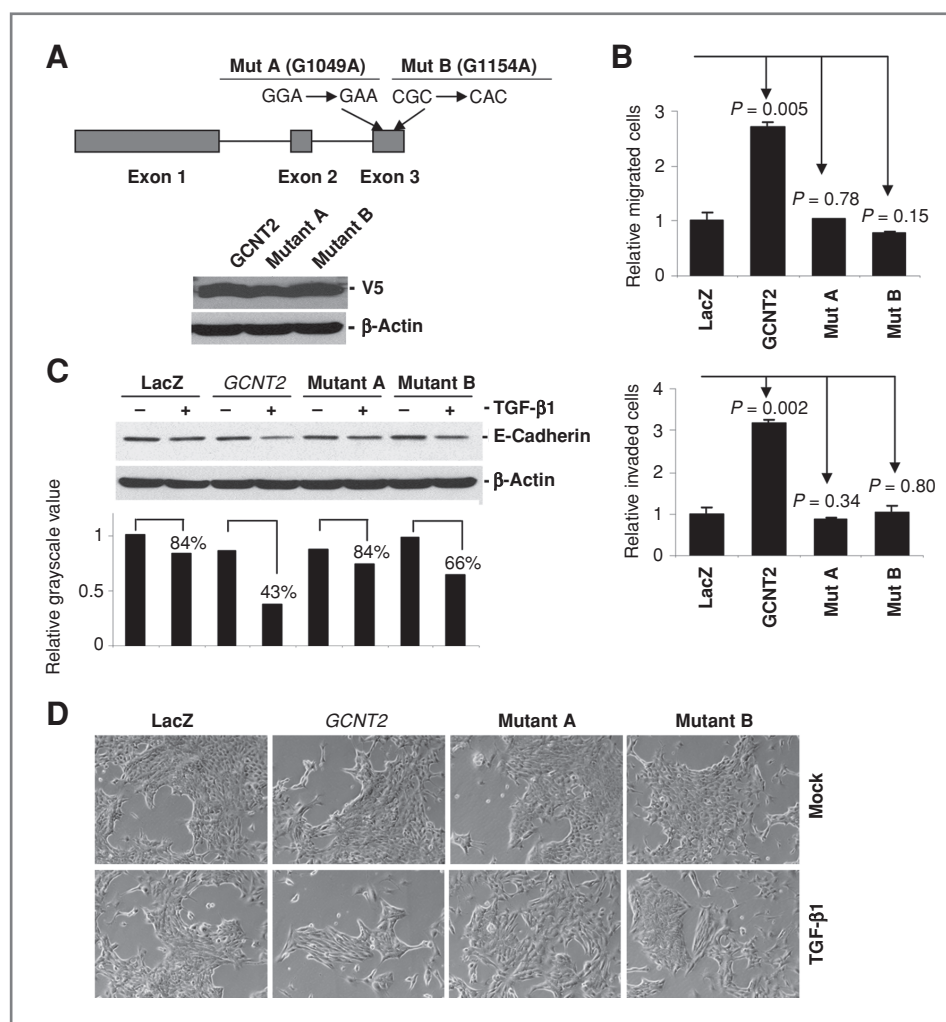 A
Mut A (G1049A) Mut B (G1154A)
GGA GAA CGC CAC
Exon 1 Exon 2 Exon 3
GCNT2
Mutant A
Mutant B
- V5
- β-Actin
B
Relative migrated cells
3
2
1
0
P = 0.005
P = 0.78
P = 0.15
LacZ
GCNT2
Mut A
Mut B
Relative invaded cells
4
3
2
1
0
P = 0.002
P = 0.34
P = 0.80
LacZ
GCNT2
Mut A
Mut B
C
LacZ GCNT2 Mutant A Mutant B
– + – + – + – + - TGF-β1
- E-Cadherin
- β-Actin
Relative grayscale value
1
0.5
0
84%
43%
84%
66%
D
LacZ GCNT2 Mutant A Mutant B
Mock
TGF-β1